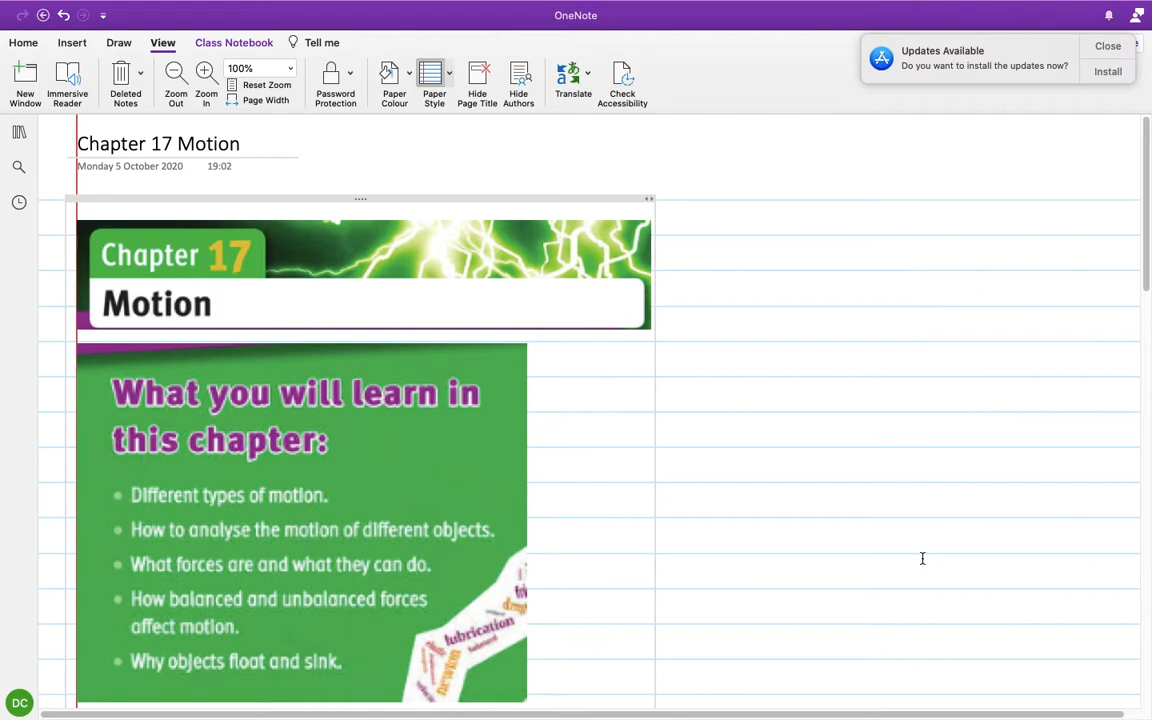 OneNote
Home Insert Draw View Class Notebook Tell me
Updates Available
Do you want to install the updates now?
Close
Install
New Window
Immersive Reader
Deleted Notes
Zoom Out
Zoom In
100%
Reset Zoom
Page Width
Password Protection
Paper Colour
Paper Style
Hide Page Title
Hide Authors
Translate
Check Accessibility
Chapter 17 Motion
Monday 5 October 2020 19:02
Chapter 17
Motion
What you will learn in
this chapter:
• Different types of motion.
• How to analyse the motion of different objects.
• What forces are and what they can do.
• How balanced and unbalanced forces
affect motion.
• Why objects float and sink.
lubrication
newton
DC